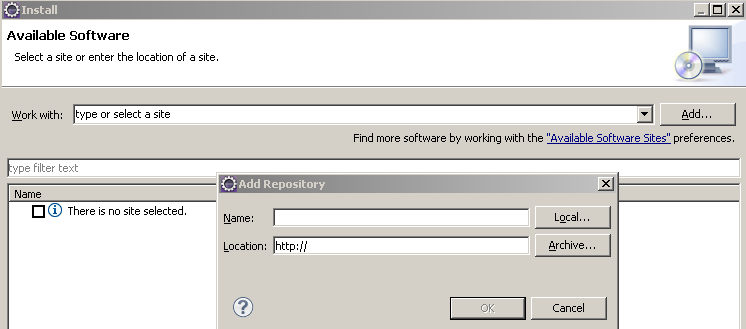 Install
Available Software
Select a site or enter the location of a site.
Work with: type or select a site Add...
Find more software by working with the "Available Software Sites" preferences.
type filter text
Name
There is no site selected.
Add Repository
Name: Local...
Location: http:// Archive...
? OK Cancel